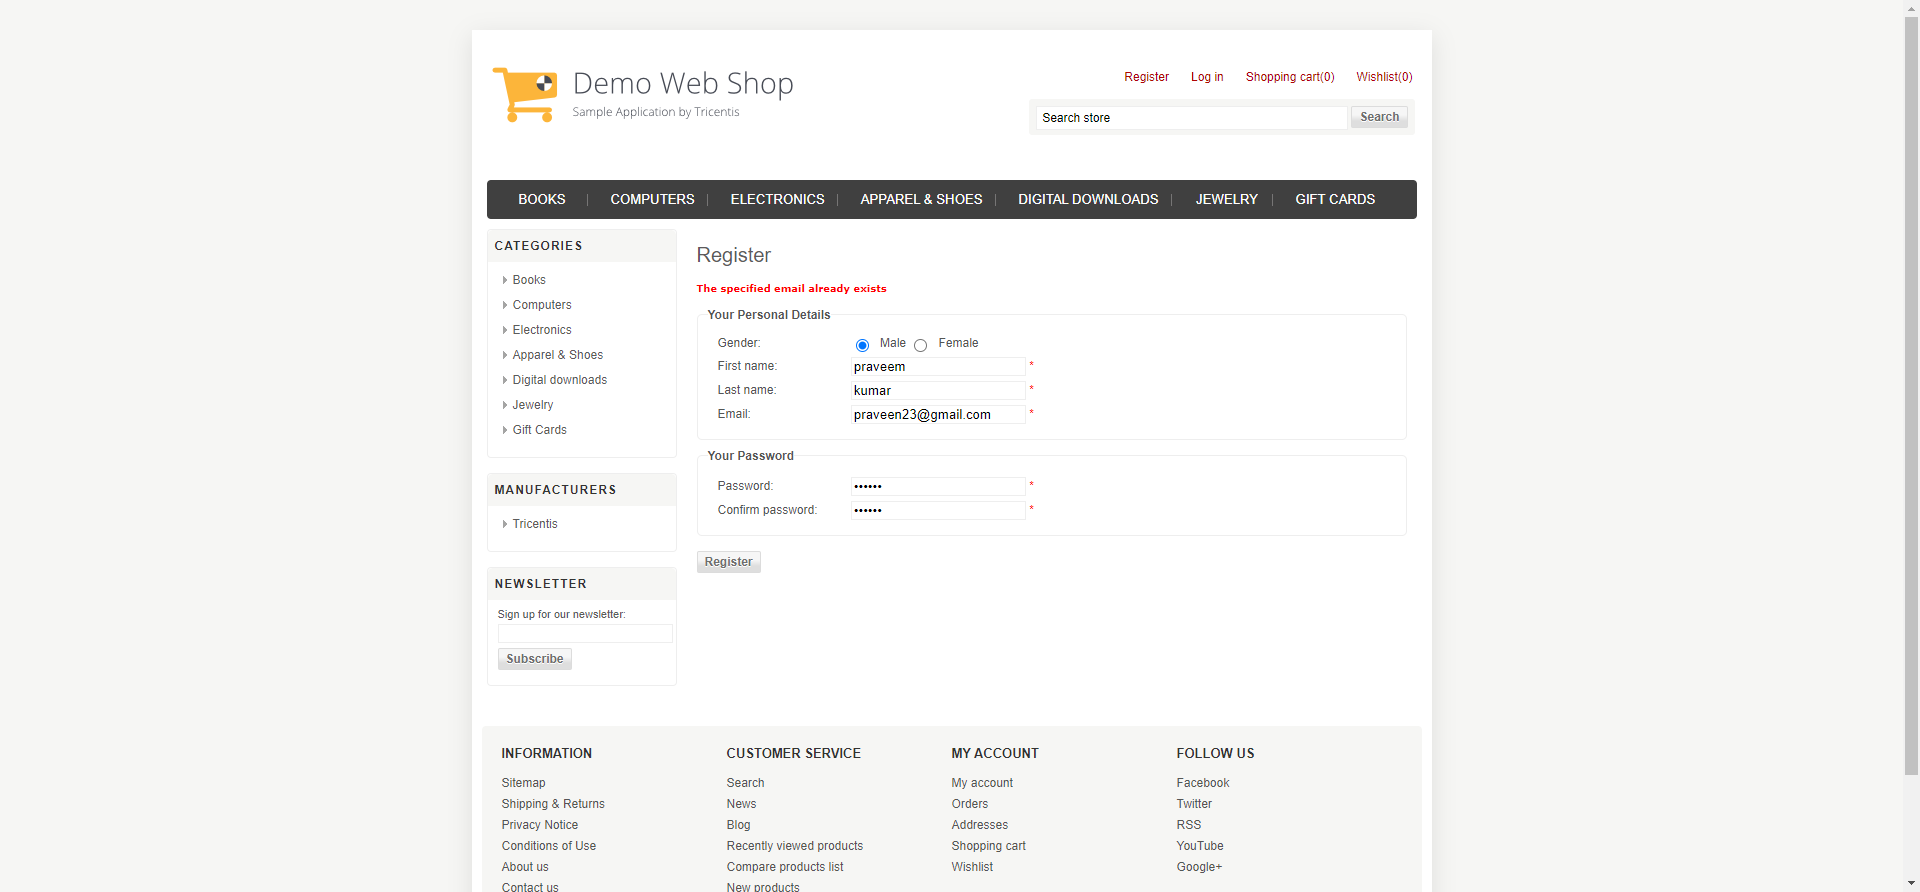 Demo Web Shop
Sample Application by Tricentis
Register Log in Shopping cart(0) Wishlist(0)
Search store Search
BOOKS COMPUTERS ELECTRONICS APPAREL & SHOES DIGITAL DOWNLOADS JEWELRY GIFT CARDS
CATEGORIES
Books
Computers
Electronics
Apparel & Shoes
Digital downloads
Jewelry
Gift Cards
MANUFACTURERS
Tricentis
NEWSLETTER
Sign up for our newsletter:
Subscribe
Register
The specified email already exists
Your Personal Details
Gender: Male Female
First name: praveem *
Last name: kumar *
Email: praveen23@gmail.com *
Your Password
Password: •••••• *
Confirm password: •••••• *
Register
INFORMATION
Sitemap
Shipping & Returns
Privacy Notice
Conditions of Use
About us
Contact us
CUSTOMER SERVICE
Search
News
Blog
Recently viewed products
Compare products list
New products
MY ACCOUNT
My account
Orders
Addresses
Shopping cart
Wishlist
FOLLOW US
Facebook
Twitter
RSS
YouTube
Google+